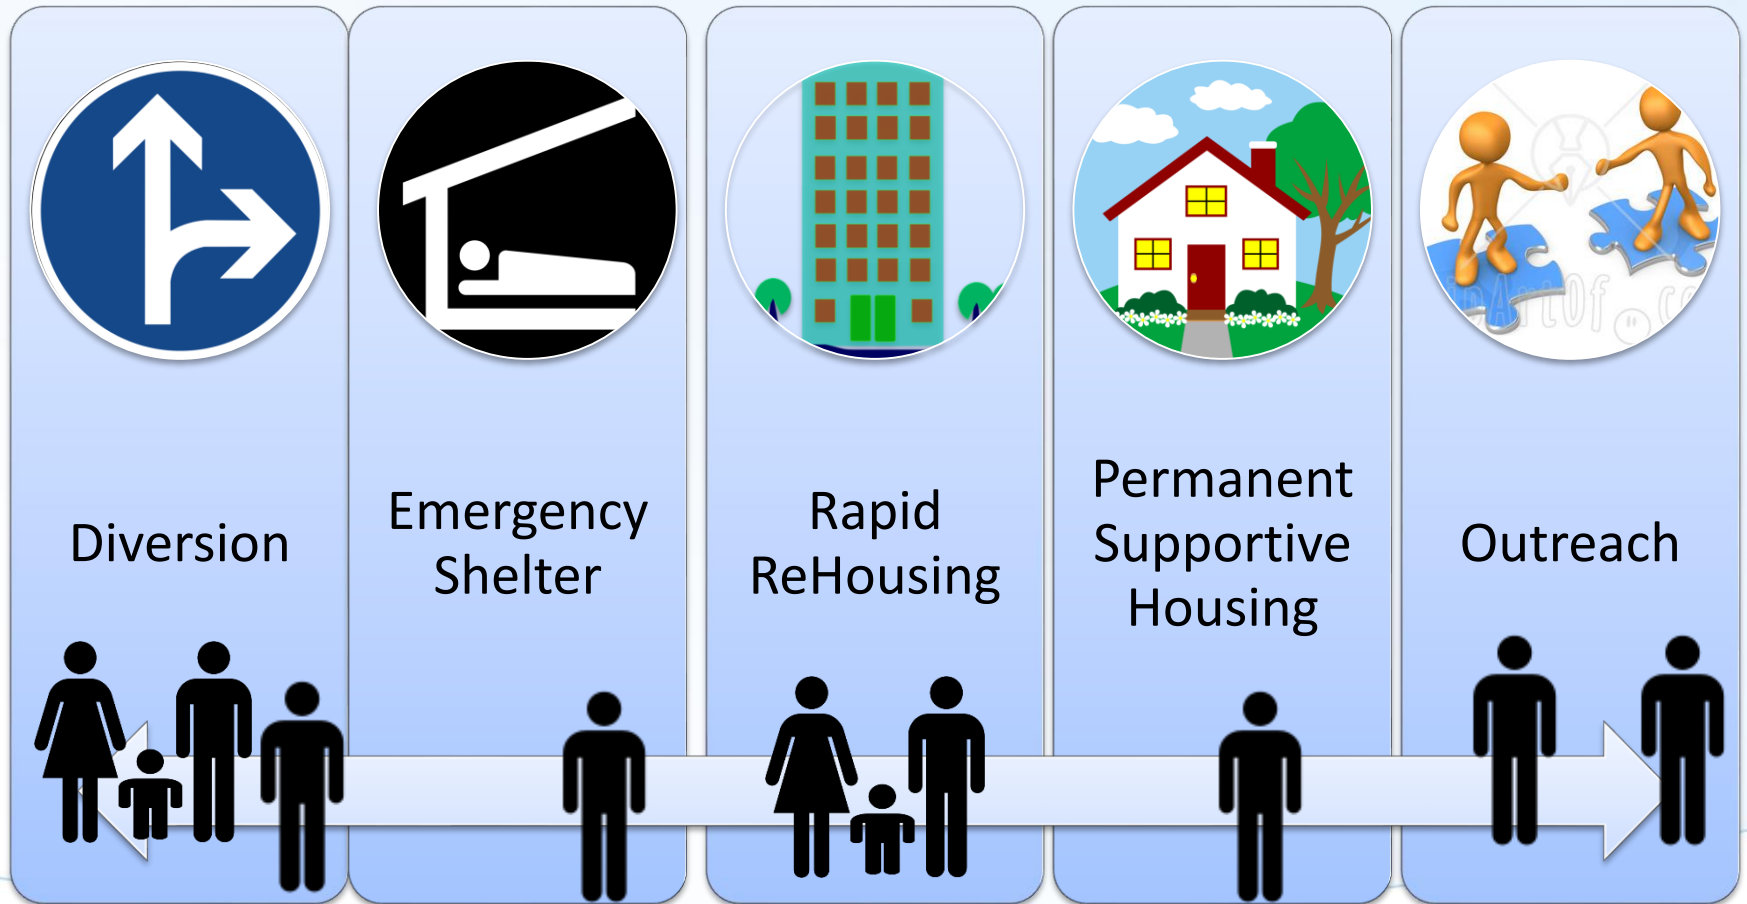 Diversion
Emergency
Shelter
Rapid
ReHousing
Permanent
Supportive
Housing
Outreach